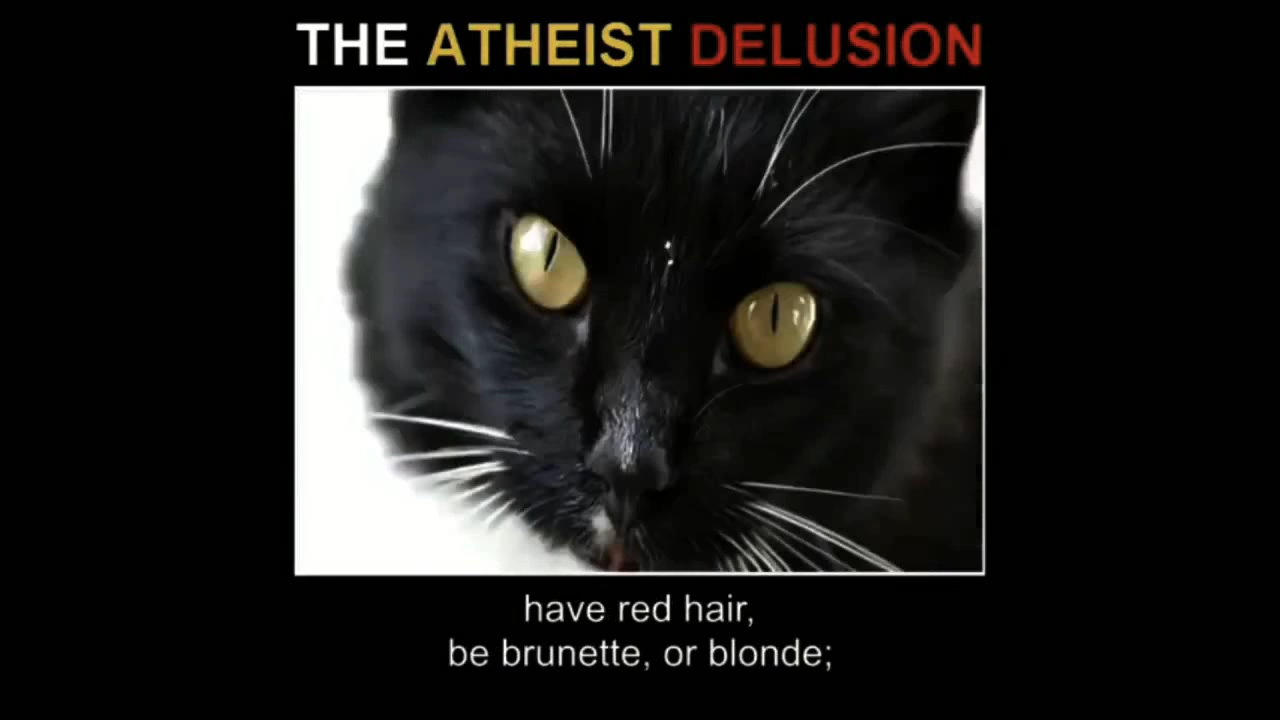 THE ATHEIST DELUSION
have red hair,
be brunette, or blonde;